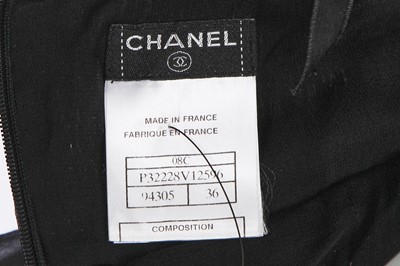 CHANEL
MADE IN FRANCE
FABRIQUE EN FRANCE
08C
P32228V12596
94305 36
COMPOSITION